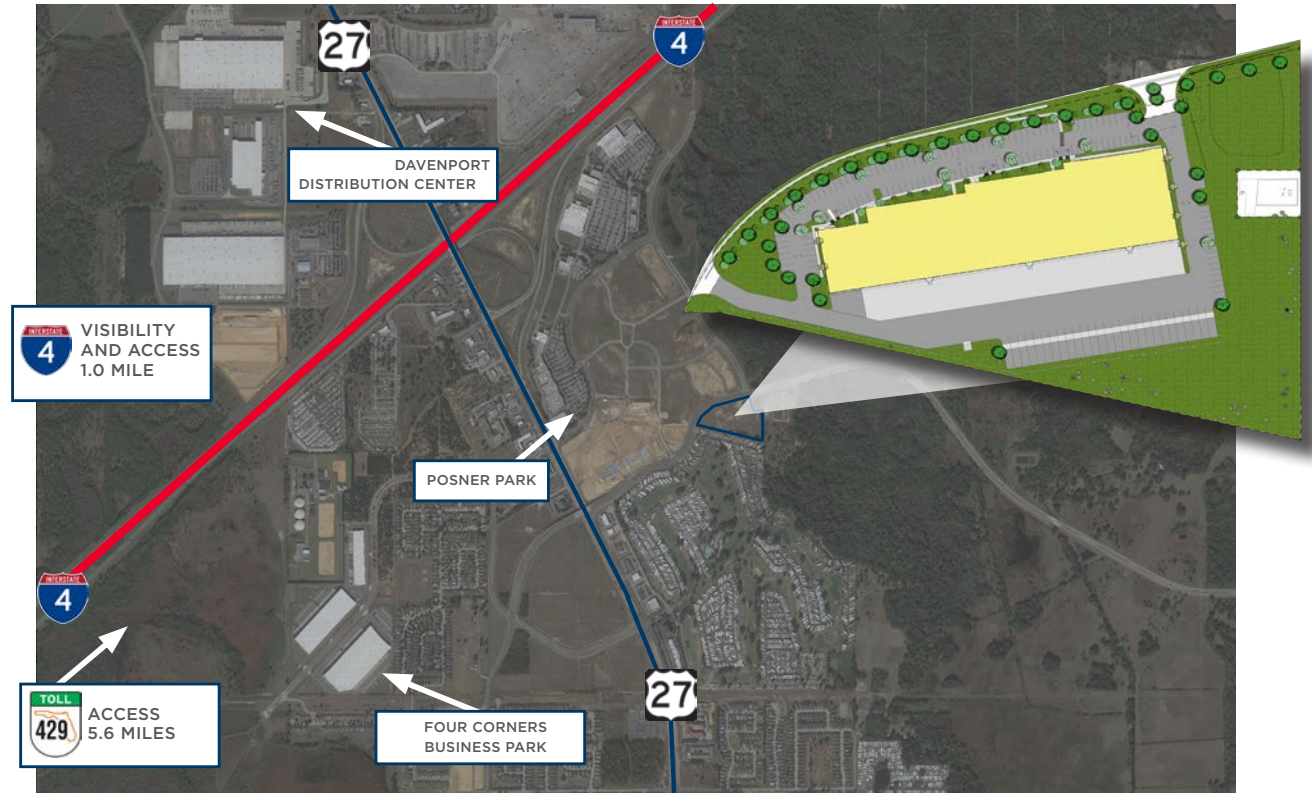 27
INTERSTATE
4
DAVENPORT
DISTRIBUTION CENTER
INTERSTATE
4
VISIBILITY
AND ACCESS
1.0 MILE
POSNER PARK
INTERSTATE
4
TOLL
429
ACCESS
5.6 MILES
FOUR CORNERS
BUSINESS PARK
27